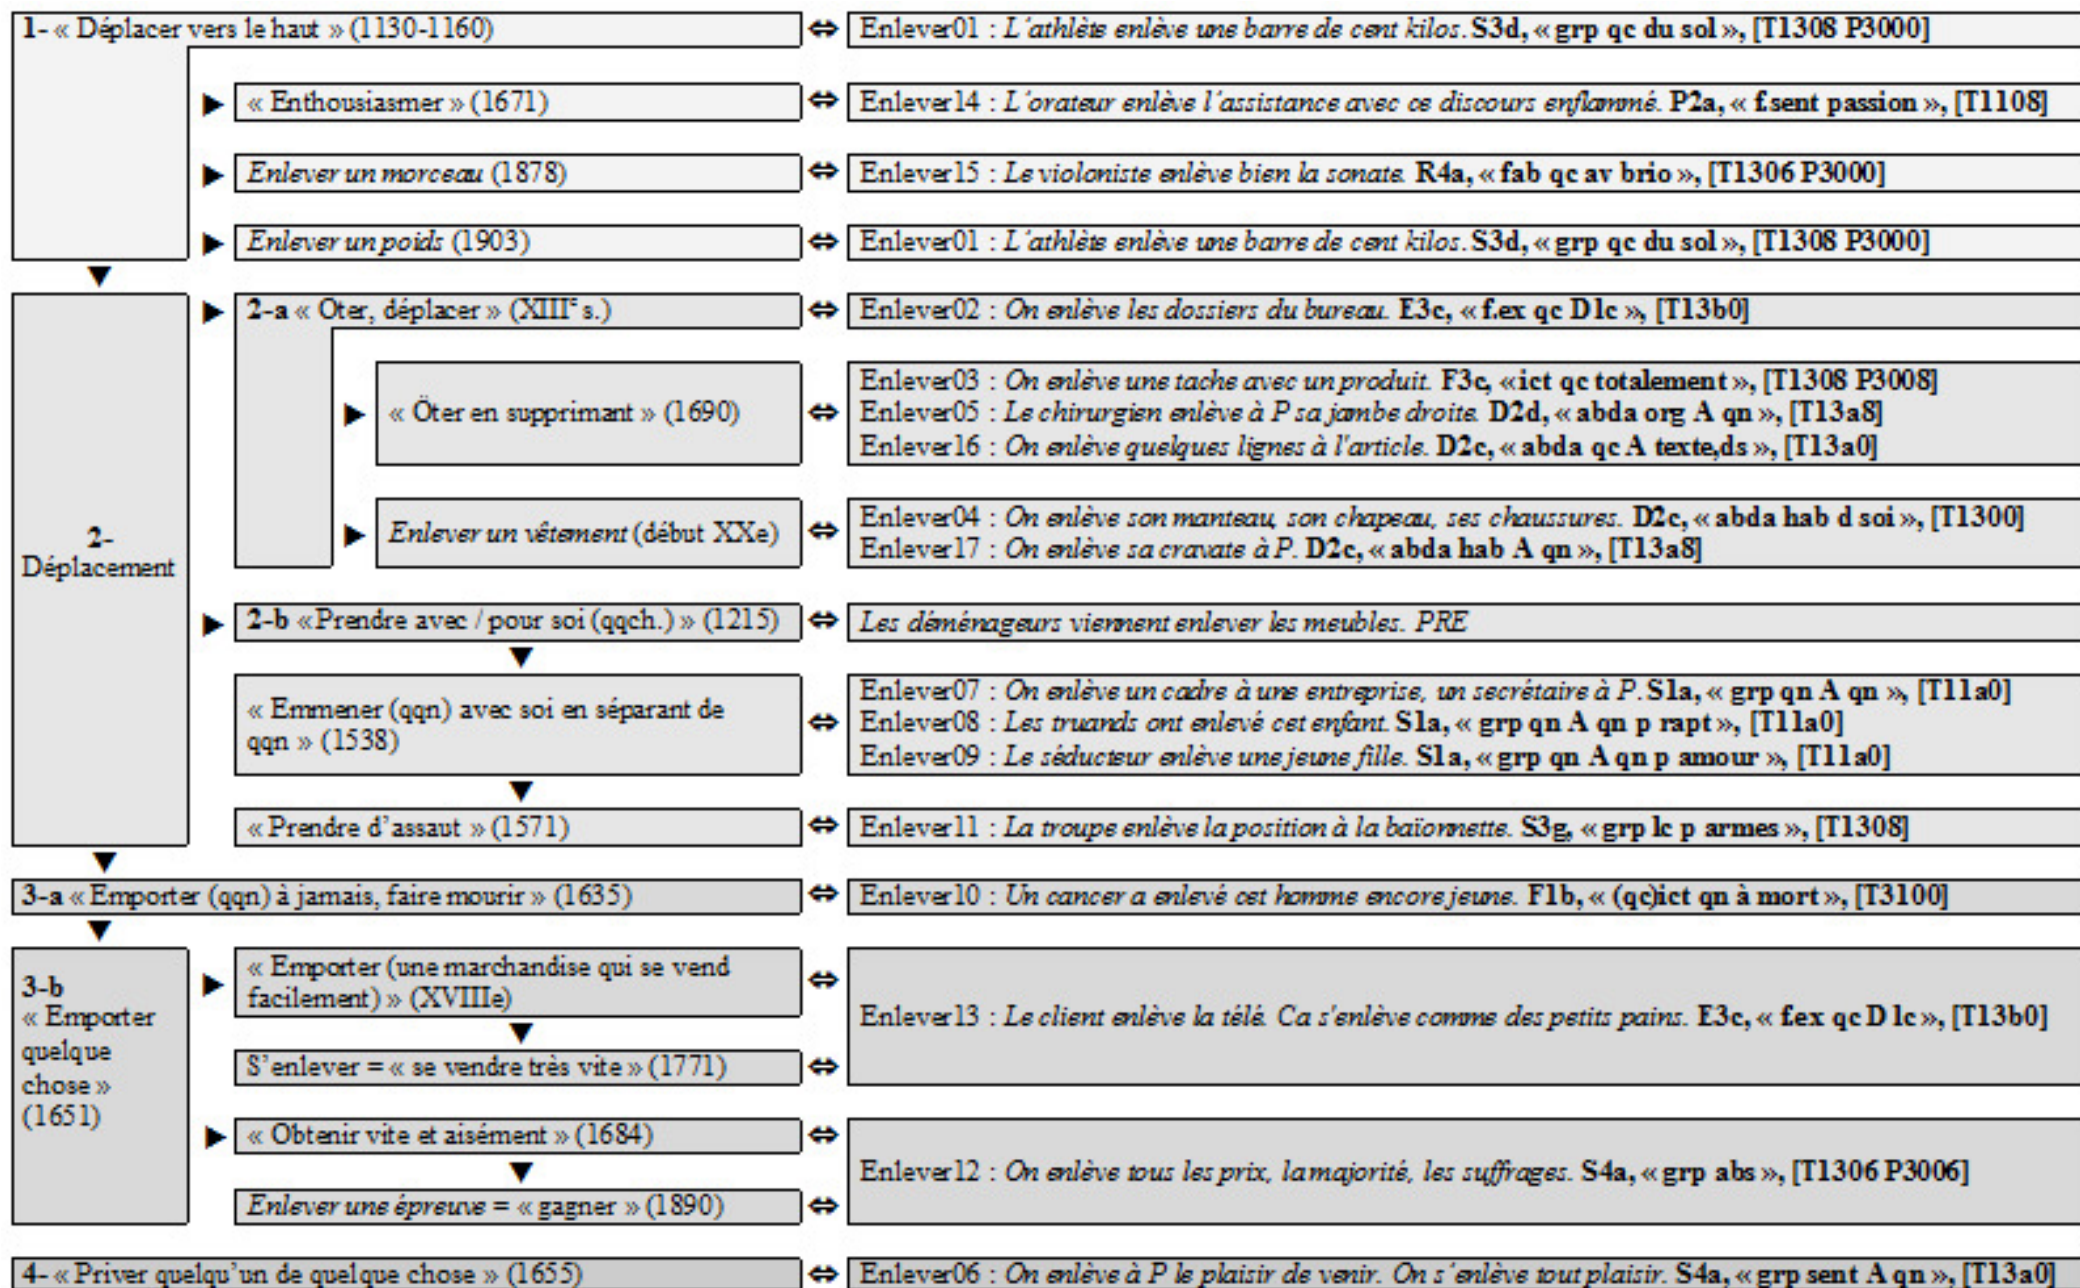 1- « Déplacer vers le haut » (1130-1160) ⇔ Enlever01 : L'athlète enlève une barre de cent kilos. S3d, « grp qc du sol », [T1308 P3000]
► « Enthousiasmer » (1671) ⇔ Enlever14 : L'orateur enlève l'assistance avec ce discours enflammé. P2a, « f.sent passion », [T1108]
► Enlever un morceau (1878) ⇔ Enlever15 : Le violoniste enlève bien la sonate. R4a, « fab qc av brio », [T1306 P3000]
► Enlever un poids (1903) ⇔ Enlever01 : L'athlète enlève une barre de cent kilos. S3d, « grp qc du sol », [T1308 P3000]
▼
2-
Déplacement
► 2-a « Oter, déplacer » (XIIIe s.) ⇔ Enlever02 : On enlève les dossiers du bureau. E3c, « f.ex qc D lc », [T13b0]
► « Öter en supprimant » (1690) ⇔
Enlever03 : On enlève une tache avec un produit. F3c, « ict qc totalement », [T1308 P3008]
Enlever05 : Le chirurgien enlève à P sa jambe droite. D2d, « abda org A qn », [T13a8]
Enlever16 : On enlève quelques lignes à l'article. D2c, « abda qc A texte,ds », [T13a0]
► Enlever un vêtement (début XXe) ⇔
Enlever04 : On enlève son manteau, son chapeau, ses chaussures. D2c, « abda hab d soi », [T1300]
Enlever17 : On enlève sa cravate à P. D2c, « abda hab A qn », [T13a8]
► 2-b « Prendre avec / pour soi (qqch.) » (1215) ⇔ Les déménageurs viennent enlever les meubles. PRE
▼
« Emmener (qqn) avec soi en séparant de
qqn » (1538) ⇔
Enlever07 : On enlève un cadre à une entreprise, un secrétaire à P. S1a, « grp qn A qn », [T11a0]
Enlever08 : Les truands ont enlevé cet enfant. S1a, « grp qn A qn p rapt », [T11a0]
Enlever09 : Le séducteur enlève une jeune fille. S1a, « grp qn A qn p amour », [T11a0]
▼
« Prendre d'assaut » (1571) ⇔ Enlever11 : La troupe enlève la position à la baïonnette. S3g, « grp lc p armes », [T1308]
▼
3-a « Emporter (qqn) à jamais, faire mourir » (1635) ⇔ Enlever10 : Un cancer a enlevé cet homme encore jeune. F1b, « (qc)ict qn à mort », [T3100]
▼
3-b
« Emporter
quelque
chose »
(1651)
► « Emporter (une marchandise qui se vend
facilement) » (XVIIIe) ⇔
▼
S'enlever = « se vendre très vite » (1771) ⇔
Enlever13 : Le client enlève la télé. Ca s'enlève comme des petits pains. E3c, « f.ex qc D lc », [T13b0]
► « Obtenir vite et aisément » (1684) ⇔
▼
Enlever une épreuve = « gagner » (1890) ⇔
Enlever12 : On enlève tous les prix, la majorité, les suffrages. S4a, « grp abs », [T1306 P3006]
4- « Priver quelqu'un de quelque chose » (1655) ⇔ Enlever06 : On enlève à P le plaisir de venir. On s'enlève tout plaisir. S4a, « grp sent A qn », [T13a0]